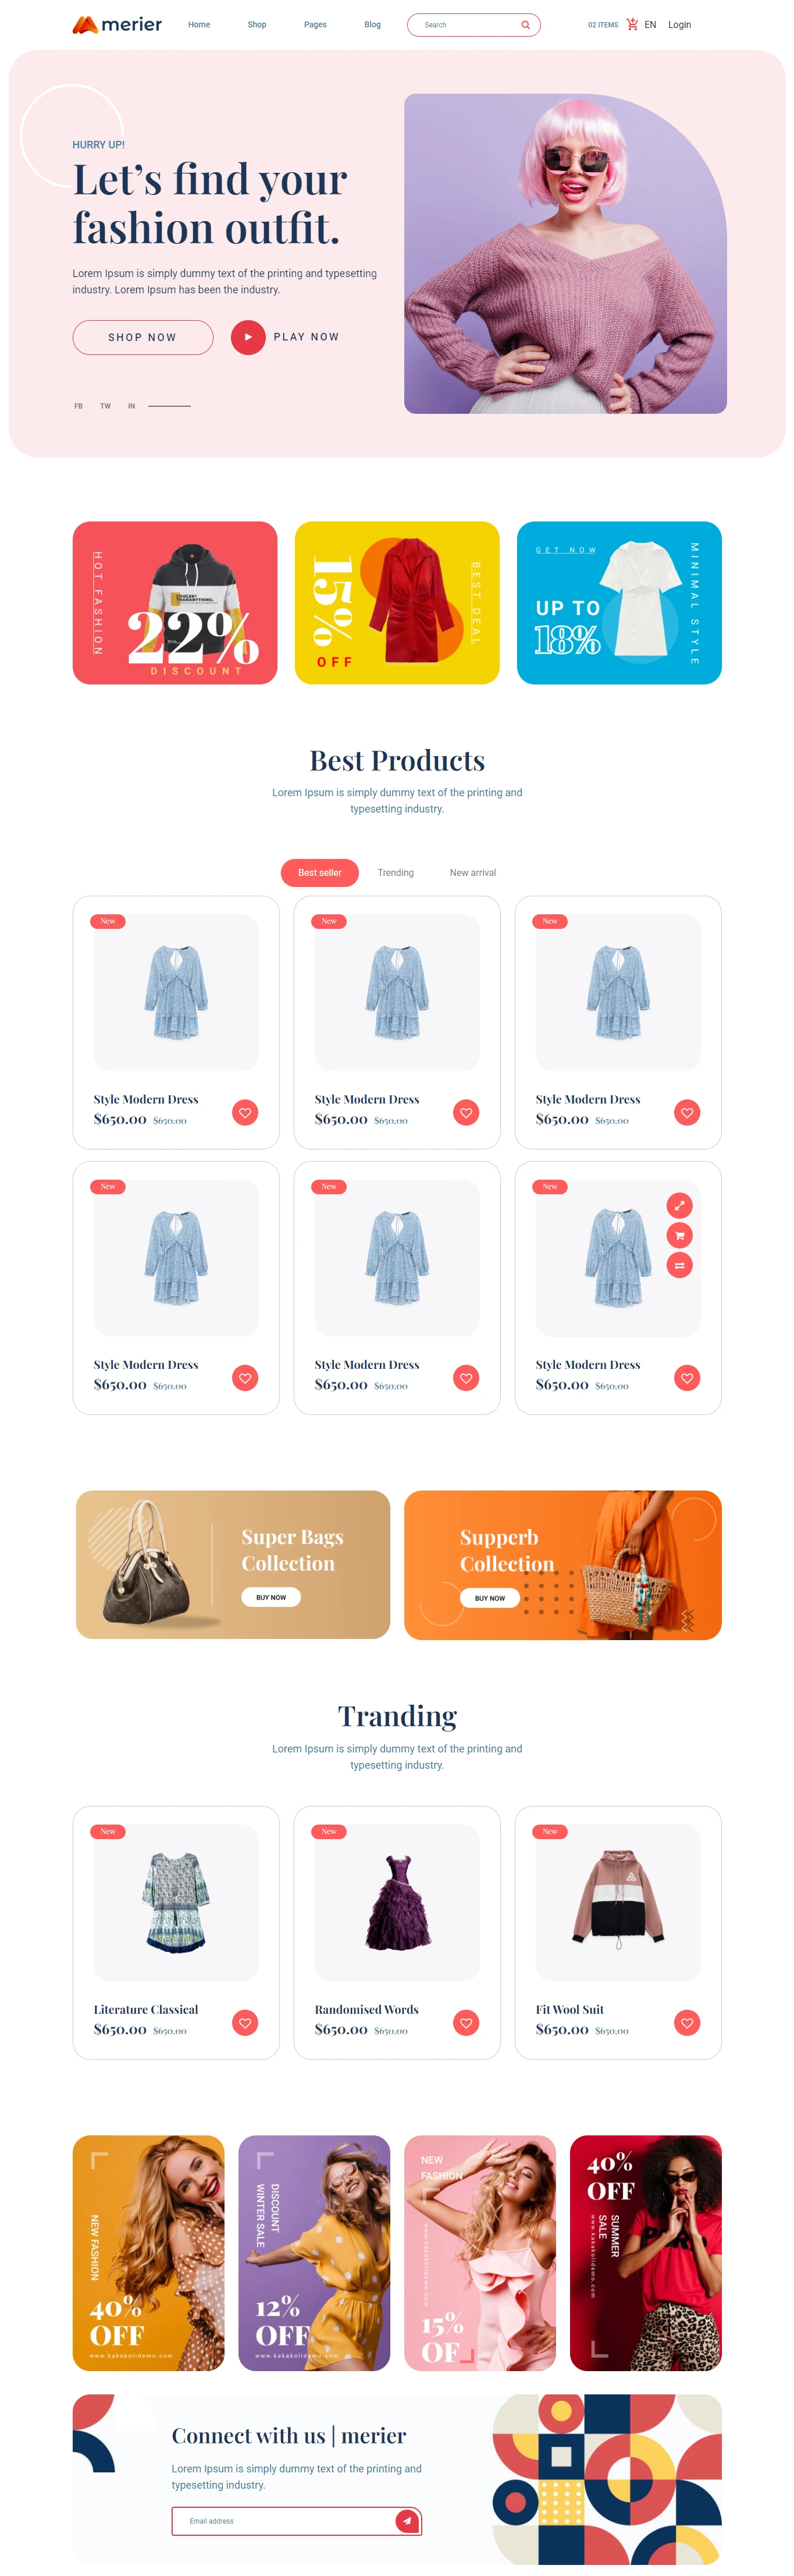 merier
Home
Shop
Pages
Blog
Search
02 ITEMS
EN
Login
HURRY UP!
Let's find your
fashion outfit.
Lorem Ipsum is simply dummy text of the printing and typesetting
industry. Lorem Ipsum has been the industry.
SHOP NOW
PLAY NOW
FB
TW
IN
HOT FASHION
22%
DISCOUNT
15%
OFF
BEST DEAL
GET NOW
UP TO
18%
MINIMAL STYLE
Best Products
Lorem Ipsum is simply dummy text of the printing and
typesetting industry.
Best seller
Trending
New arrival
New
Style Modern Dress
$650.00 $650.00
New
Style Modern Dress
$650.00 $650.00
New
Style Modern Dress
$650.00 $650.00
New
Style Modern Dress
$650.00 $650.00
New
Style Modern Dress
$650.00 $650.00
New
Style Modern Dress
$650.00 $650.00
Super Bags
Collection
BUY NOW
Supperb
Collection
BUY NOW
Tranding
Lorem Ipsum is simply dummy text of the printing and
typesetting industry.
New
Literature Classical
$650.00 $650.00
New
Randomised Words
$650.00 $650.00
New
Fit Wool Suit
$650.00 $650.00
NEW FASHION
40%
OFF
www.kakakolidemo.com
DISCOUNT
WINTER SALE
12%
OFF
www.kakakolidemo.com
NEW
FASHION
www.kakakolidemo.com
15%
OF
40%
OFF
SUMMER
SALE
www.kakakolidemo.com
Connect with us | merier
Lorem Ipsum is simply dummy text of the printing and
typesetting industry.
Email address